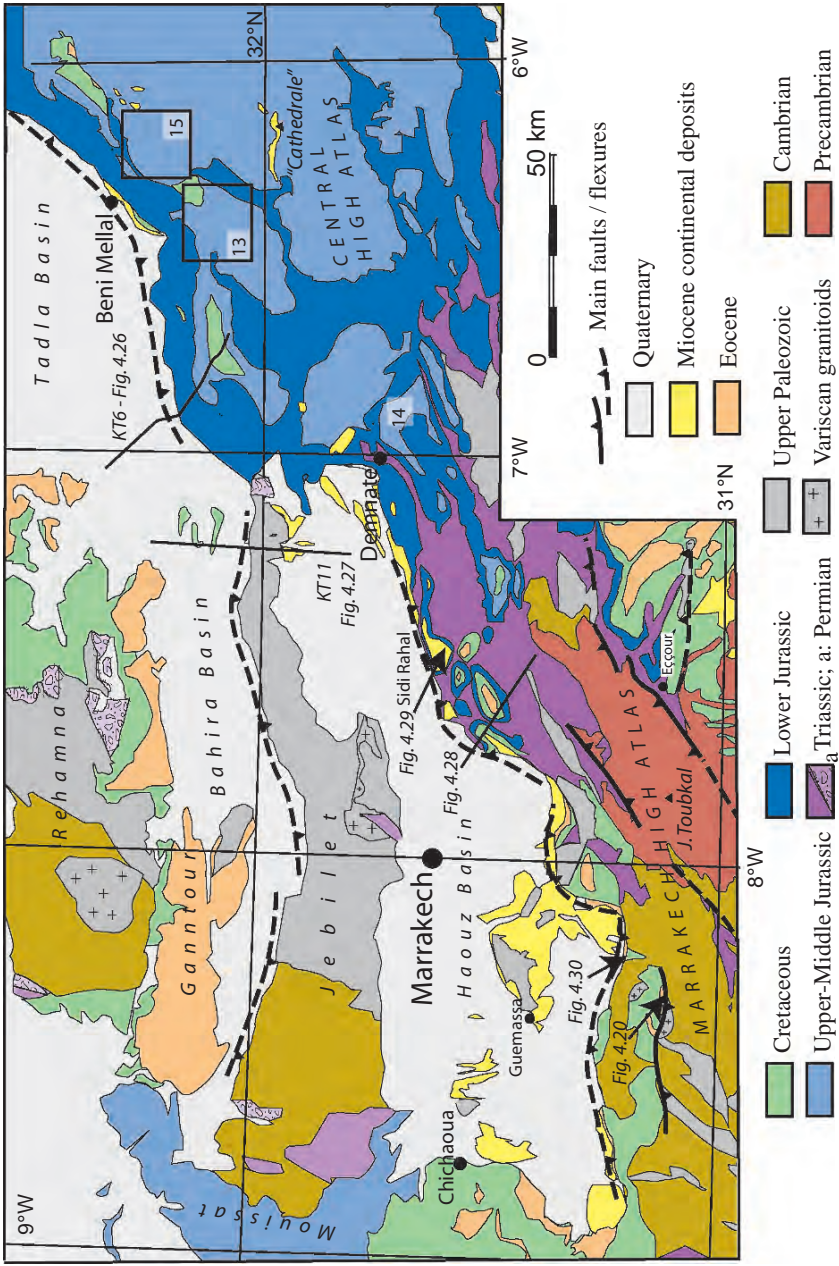 9°W
Mouissat
Ganntour
Rehamna
Bahira Basin
Tadla Basin
Beni Mellal
KT6 - Fig.4.26
15
13
32°N
Jebilet
KT11
Fig.4.27
"Cathedrale"
CENTRAL
HIGH ATLAS
Chichaoua
Marrakech
Haouz Basin
Guemassa
Fig.4.29 Sidi Rahal
Fig.4.28
Demnate
14
Fig.4.30
Fig.4.20
MARRAKECH HIGH ATLAS
J.Toubkal
Eçcour
8°W
7°W
6°W
31°N
0 50 km
Main faults / flexures
Quaternary
Miocene continental deposits
Eocene
Cretaceous
Upper-Middle Jurassic
Lower Jurassic
a Triassic; a: Permian
Upper Paleozoic
Variscan granitoids
Cambrian
Precambrian